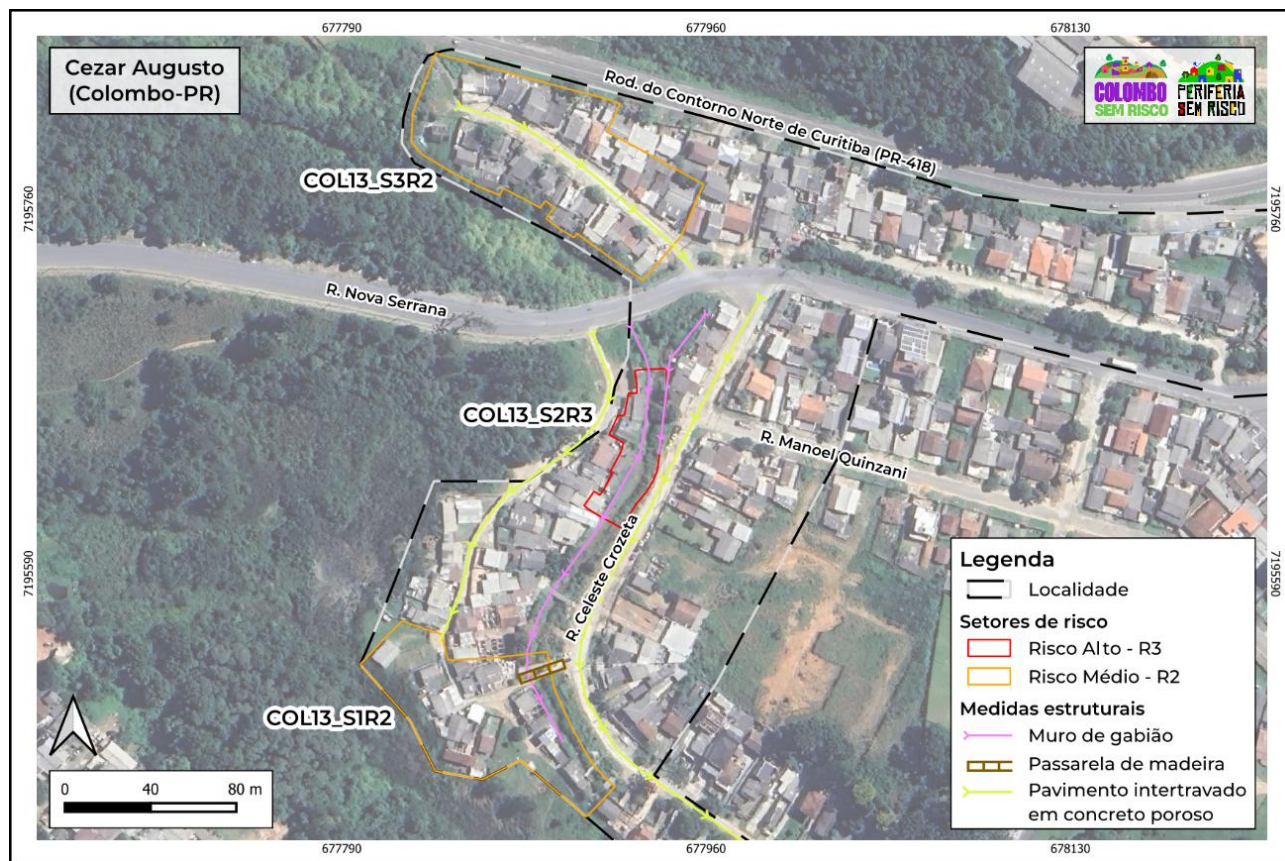 677790
677960
678130
Cezar Augusto
(Colombo-PR)
COLOMBO
SEM RISCO
PERIFERIA
SEM RISCO
Rod. do Contorno Norte de Curitiba (PR-418)
COL13_S3R2
7195760
7195760
R. Nova Serrana
COL13_S2R3
R. Manoel Quinzani
R. Celeste Crozeta
7195590
7195590
COL13_S1R2
Legenda
Localidade
Setores de risco
Risco Alto - R3
Risco Médio - R2
Medidas estruturais
Muro de gabião
Passarela de madeira
Pavimento intertravado
em concreto poroso
0 40 80 m
677790
677960
678130